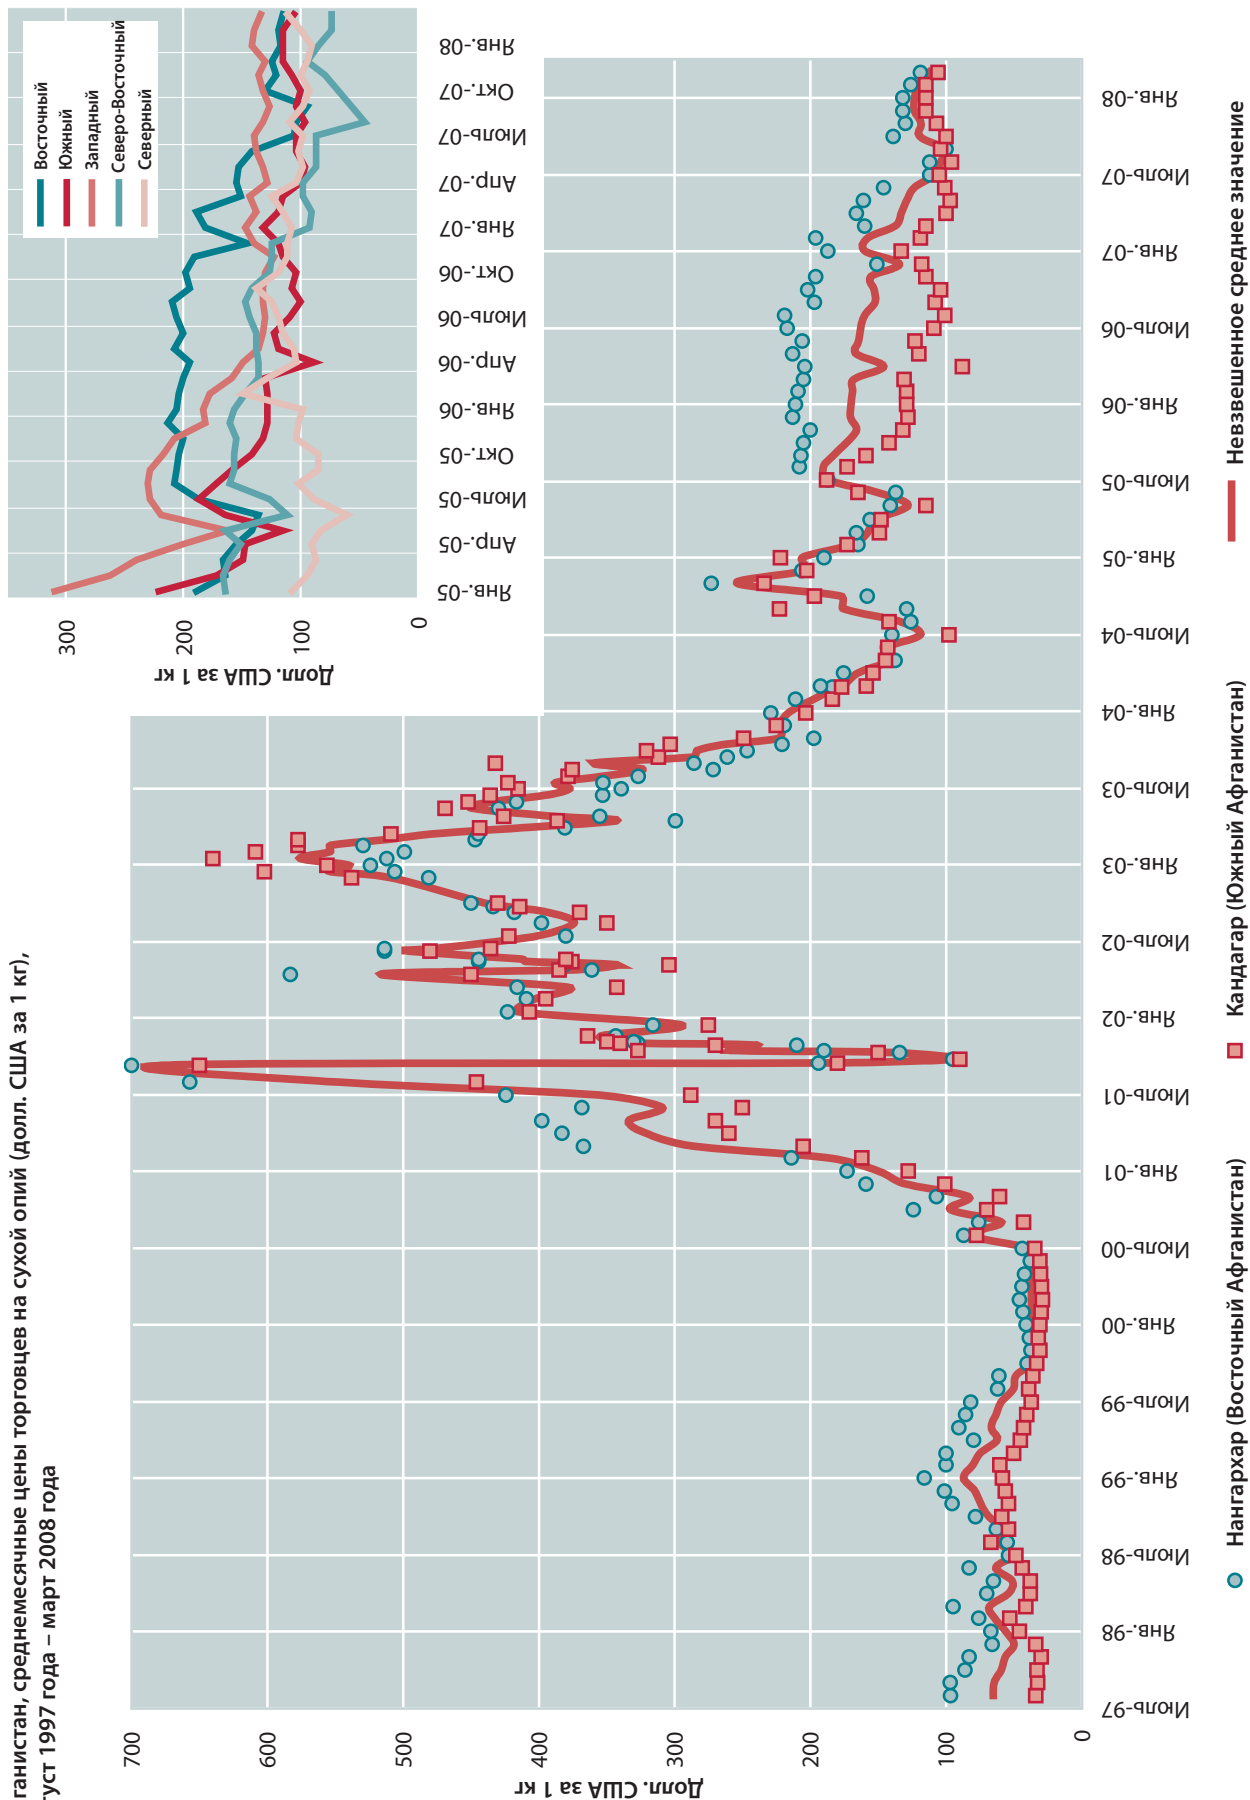 ганистан, среднемесячные цены торговцев на сухой опий (долл. США за 1 кг),
густ 1997 года – март 2008 года
Долл. США за 1 кг
700
600
500
400
300
200
100
0
Июль-97
Янв.-98
Июль-98
Янв.-99
Июль-99
Янв.-00
Июль-00
Янв.-01
Июль-01
Янв.-02
Июль-02
Янв.-03
Июль-03
Янв.-04
Июль-04
Янв.-05
Июль-05
Янв.-06
Июль-06
Янв.-07
Июль-07
Янв.-08
Долл. США за 1 кг
300
200
100
0
Янв.-05
Апр.-05
Июль-05
Окт.-05
Янв.-06
Апр.-06
Июль-06
Окт.-06
Янв.-07
Апр.-07
Июль-07
Окт.-07
Янв.-08
Восточный
Южный
Западный
Северо-Восточный
Северный
Нангархар (Восточный Афганистан)
Кандагар (Южный Афганистан)
Невзвешенное среднее значение